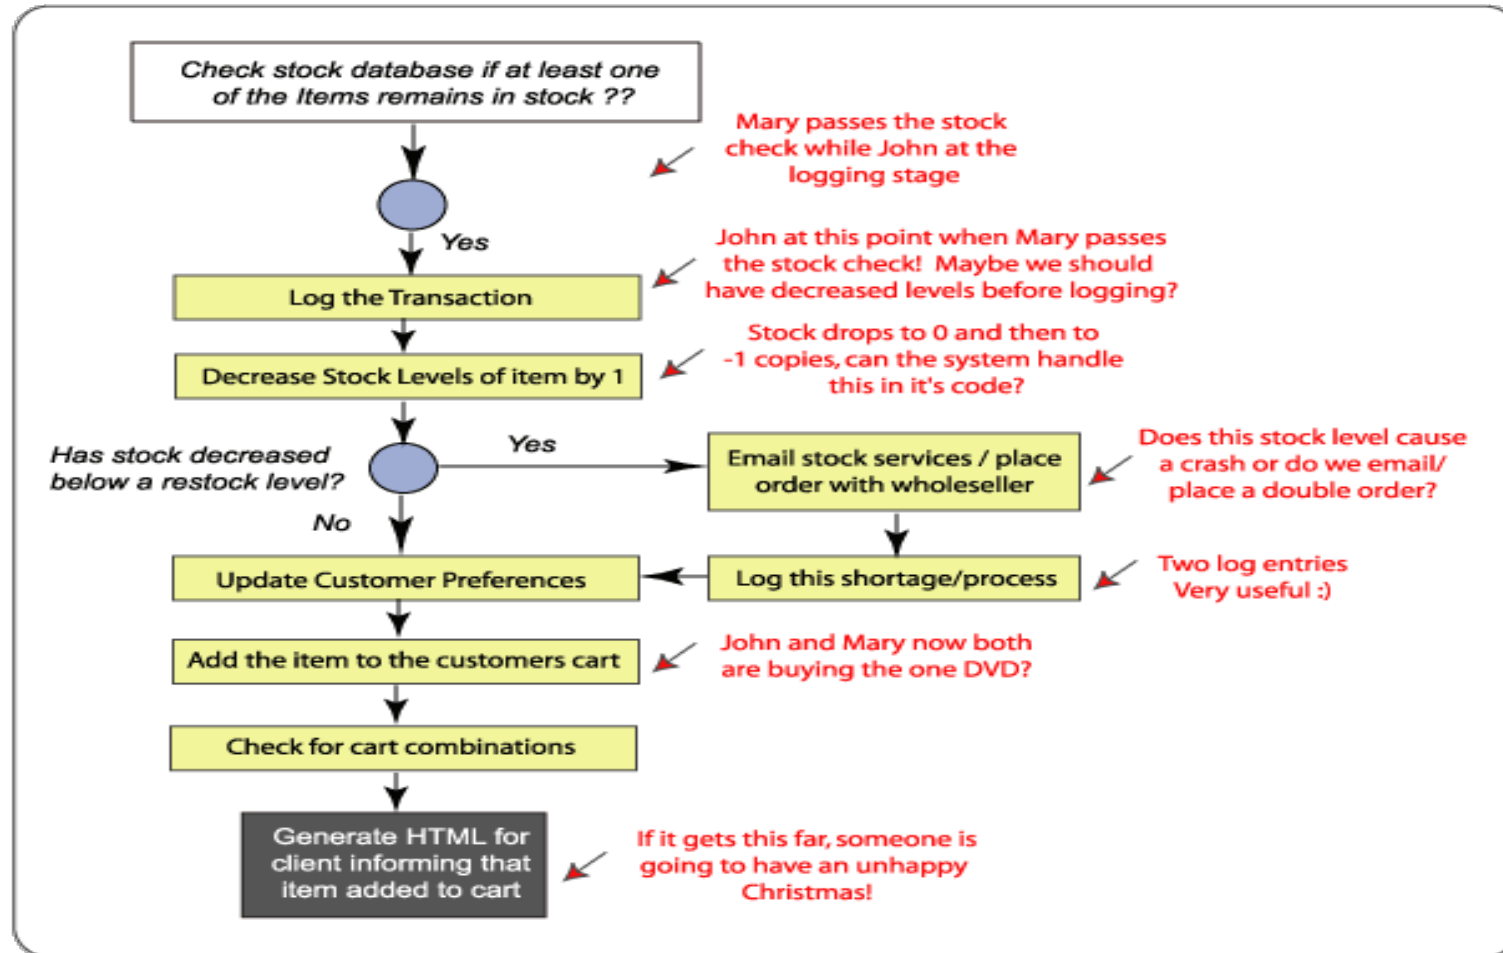 Check stock database if at least one
of the Items remains in stock ??
Mary passes the stock
check while John at the
logging stage
Yes
John at this point when Mary passes
the stock check! Maybe we should
have decreased levels before logging?
Log the Transaction
Stock drops to 0 and then to
-1 copies, can the system handle
this in it's code?
Decrease Stock Levels of item by 1
Has stock decreased
below a restock level?
Yes
Email stock services / place
order with wholeseller
Does this stock level cause
a crash or do we email/
place a double order?
No
Update Customer Preferences
Log this shortage/process
Two log entries
Very useful :)
Add the item to the customers cart
John and Mary now both
are buying the one DVD?
Check for cart combinations
Generate HTML for
client informing that
item added to cart
If it gets this far, someone is
going to have an unhappy
Christmas!